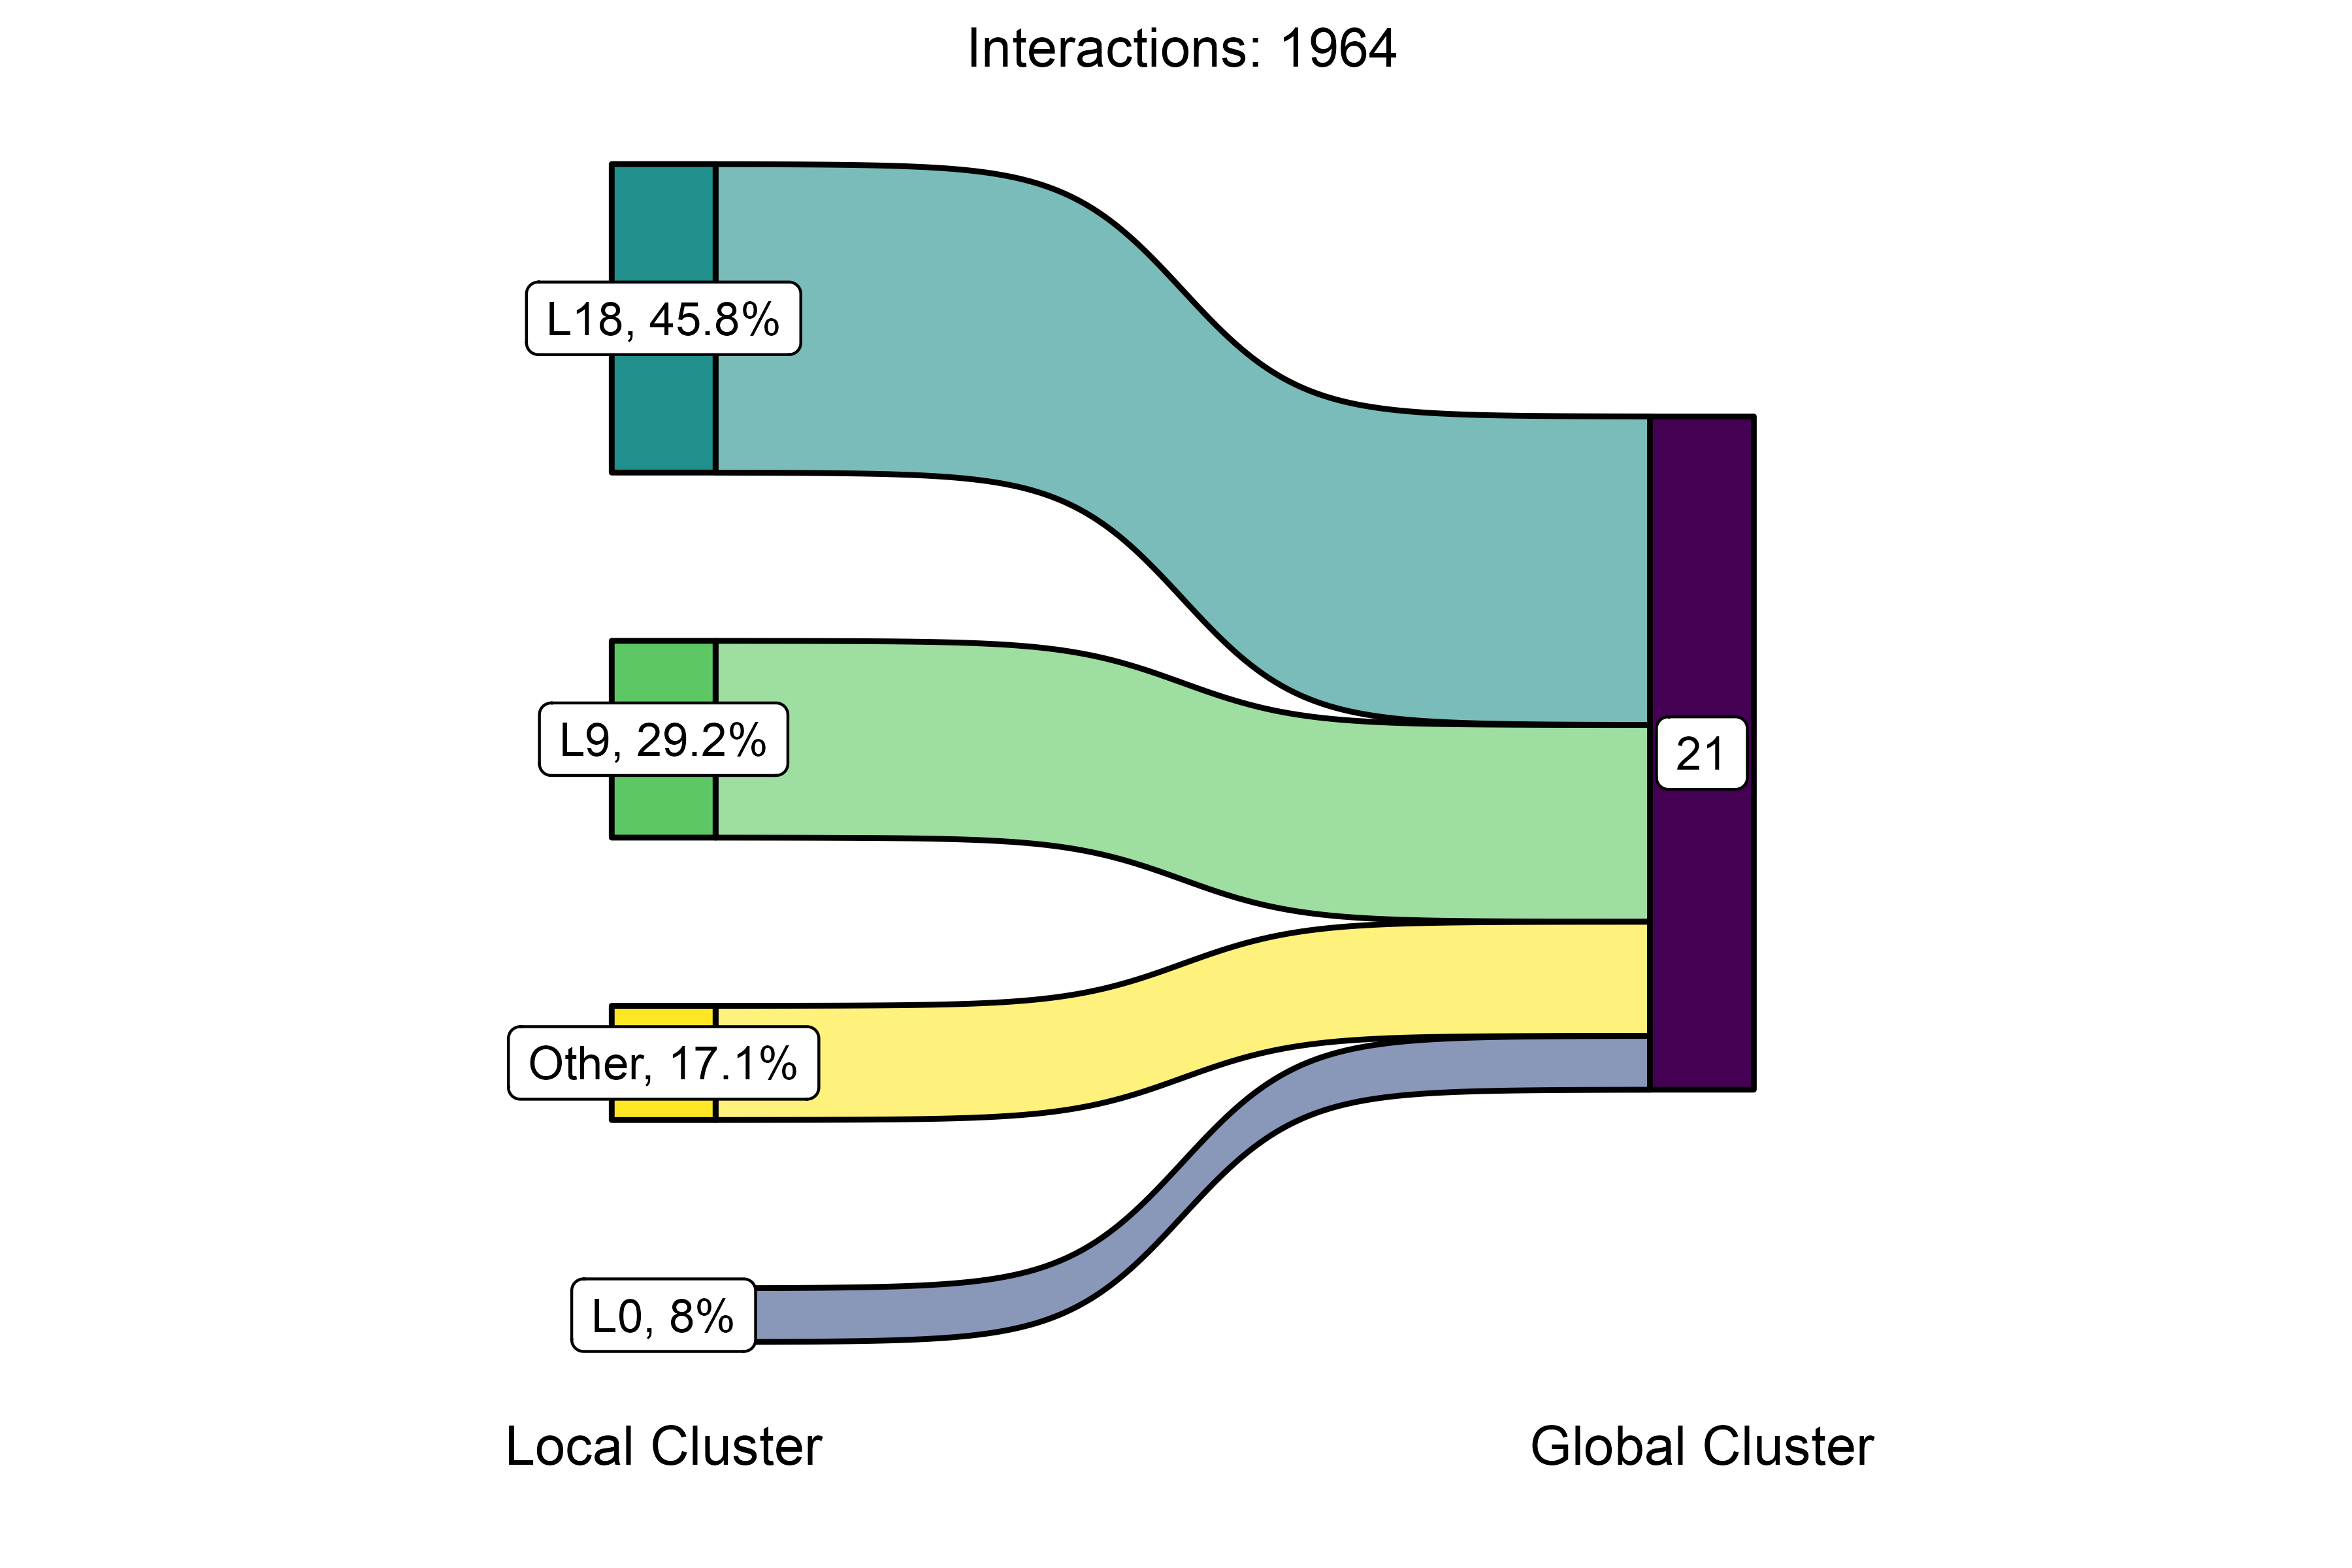 Interactions: 1964
L18, 45.8%
L9, 29.2%
21
Other, 17.1%
L0, 8%
Local Cluster
Global Cluster